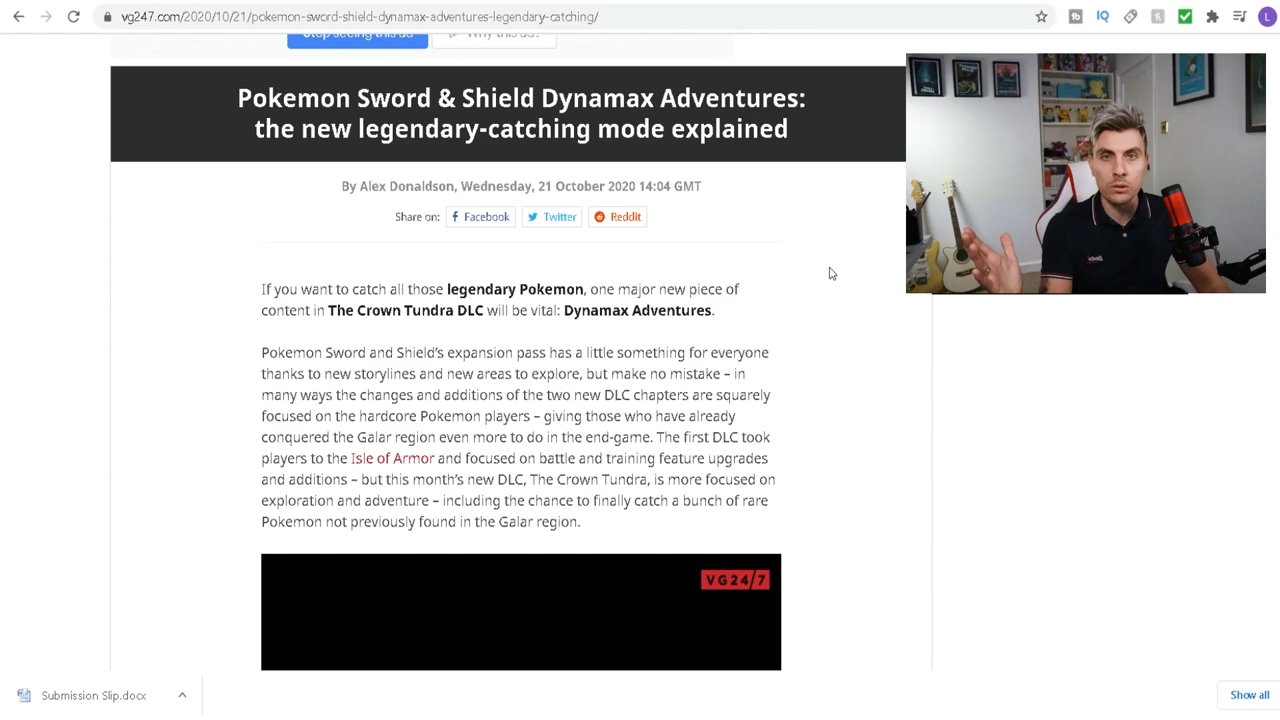 vg247.com/2020/10/21/pokemon-sword-shield-dynamax-adventures-legendary-catching/
Stop seeing this ad
Why this ad?
Pokemon Sword & Shield Dynamax Adventures:
the new legendary-catching mode explained
By Alex Donaldson, Wednesday, 21 October 2020 14:04 GMT
Share on: Facebook Twitter Reddit
If you want to catch all those legendary Pokemon, one major new piece of
content in The Crown Tundra DLC will be vital: Dynamax Adventures.
Pokemon Sword and Shield’s expansion pass has a little something for everyone
thanks to new storylines and new areas to explore, but make no mistake – in
many ways the changes and additions of the two new DLC chapters are squarely
focused on the hardcore Pokemon players – giving those who have already
conquered the Galar region even more to do in the end-game. The first DLC took
players to the Isle of Armor and focused on battle and training feature upgrades
and additions – but this month’s new DLC, The Crown Tundra, is more focused on
exploration and adventure – including the chance to finally catch a bunch of rare
Pokemon not previously found in the Galar region.
VG24/7
Submission Slip.docx
Show all